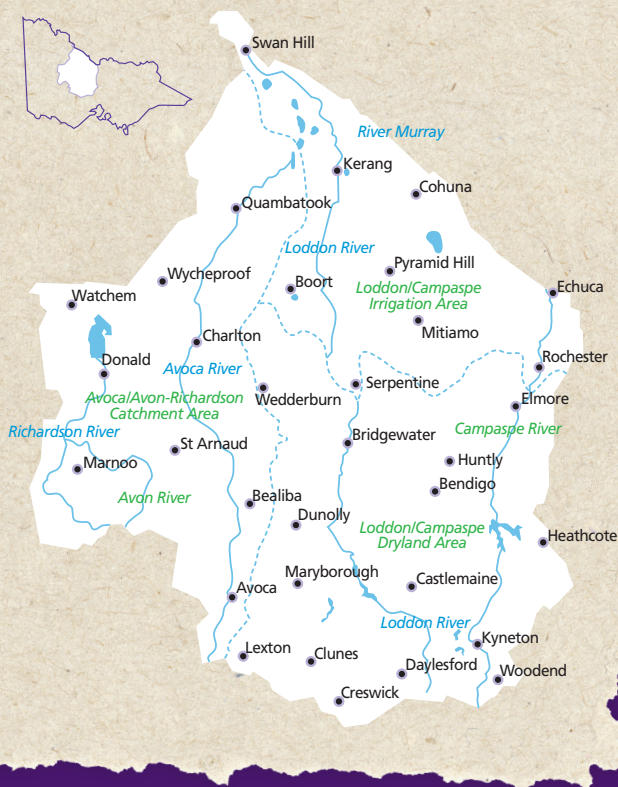 Swan Hill
River Murray
Kerang
Cohuna
Quambatook
Loddon River
Pyramid Hill
Wycheproof
Boort
Loddon/Campaspe
Irrigation Area
Echuca
Watchem
Mitiamo
Charlton
Rochester
Donald
Avoca River
Serpentine
Avoca/Avon-Richardson
Catchment Area
Wedderburn
Elmore
Richardson River
Bridgewater
Campaspe River
St Arnaud
Marnoo
Huntly
Bendigo
Avon River
Bealiba
Dunolly
Loddon/Campaspe
Dryland Area
Heathcote
Maryborough
Castlemaine
Avoca
Loddon River
Kyneton
Lexton
Clunes
Daylesford
Woodend
Creswick